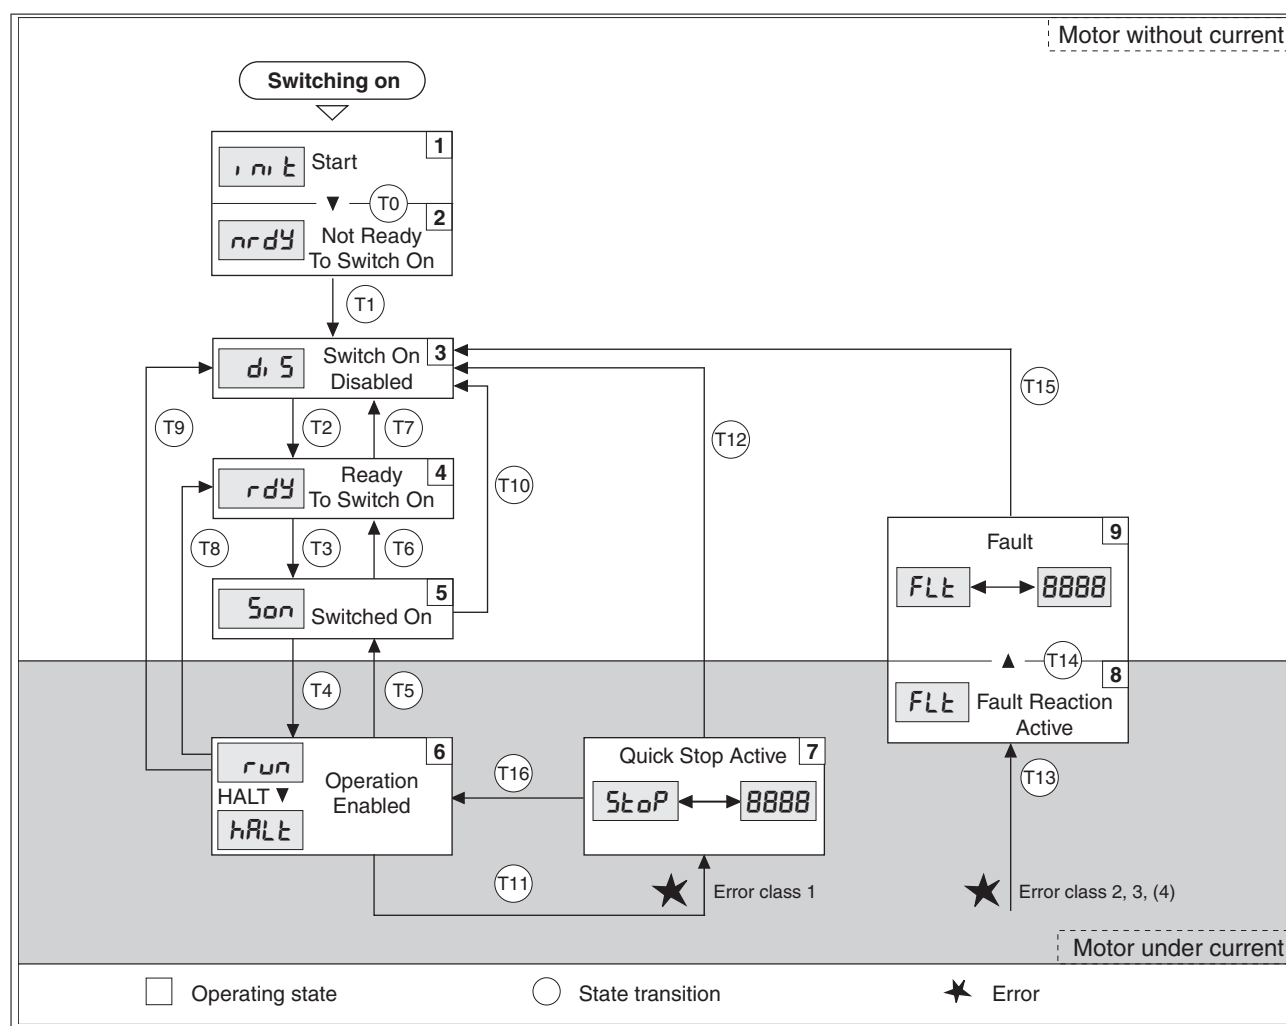 Motor without current
Switching on
1
init Start
T0
2
nrdY Not Ready
To Switch On
T1
diS Switch On
Disabled
3
T15
T9
T2
T7
T12
rdY Ready
To Switch On
4
T10
T8
T3
T6
9
Fault
FLt 8888
5
Son Switched On
T14
8
T4
T5
FLt Fault Reaction
Active
6
run
HALT
hALt
Operation
Enabled
T16
Quick Stop Active 7
StoP 8888
T13
T11
Error class 1
Error class 2, 3, (4)
Motor under current
Operating state
State transition
Error